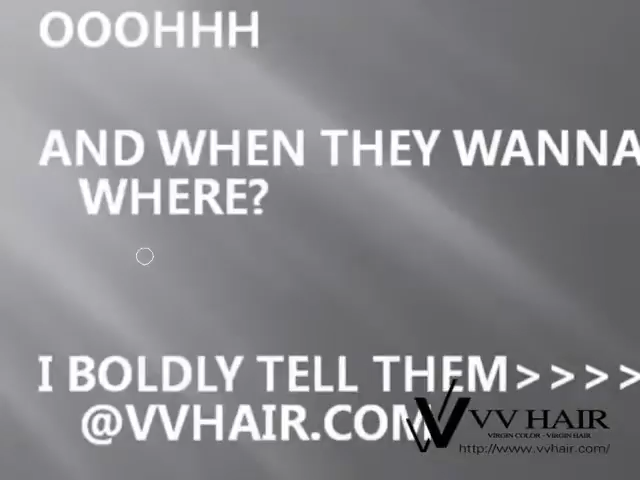 OOOHHH
AND WHEN THEY WANNA
WHERE?
I BOLDLY TELL THEM>>>>
@VVHAIR.COM
VV HAIR
VIRGIN COLOR - VIRGIN HAIR
http://www.vvhair.com/